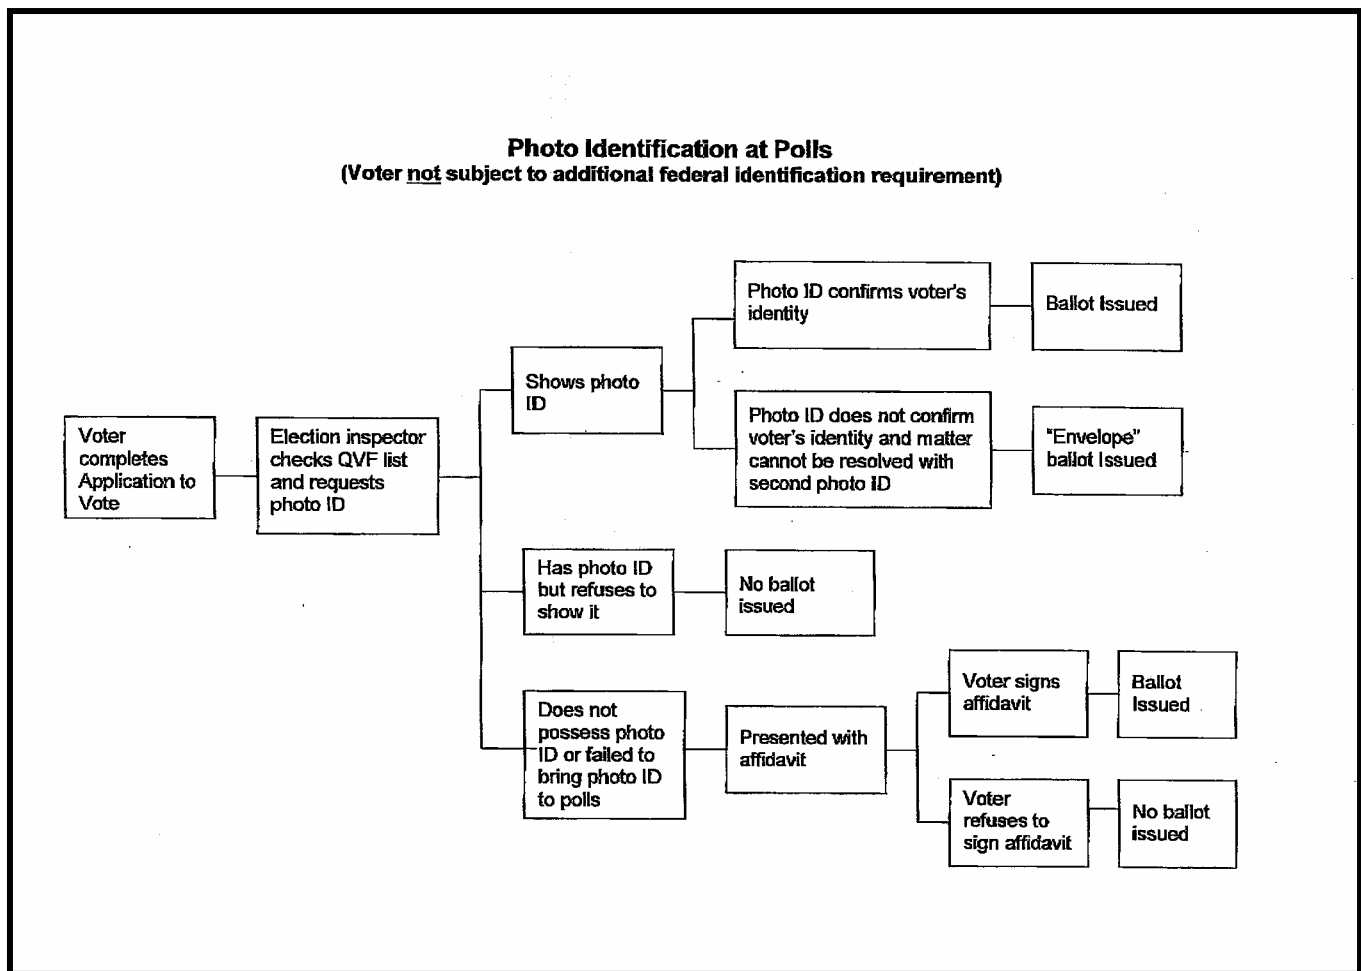 Photo Identification at Polls
(Voter not subject to additional federal identification requirement)
Voter
completes
Application to
Vote
Election inspector
checks QVF list
and requests
photo ID
Shows photo
ID
Photo ID confirms voter's
identity
Ballot Issued
Photo ID does not confirm
voter's identity and matter
cannot be resolved with
second photo ID
"Envelope"
ballot Issued
Has photo ID
but refuses to
show it
No ballot
issued
Does not
possess photo
ID or failed to
bring photo ID
to polls
Presented with
affidavit
Voter signs
affidavit
Ballot
Issued
Voter
refuses to
sign affidavit
No ballot
issued